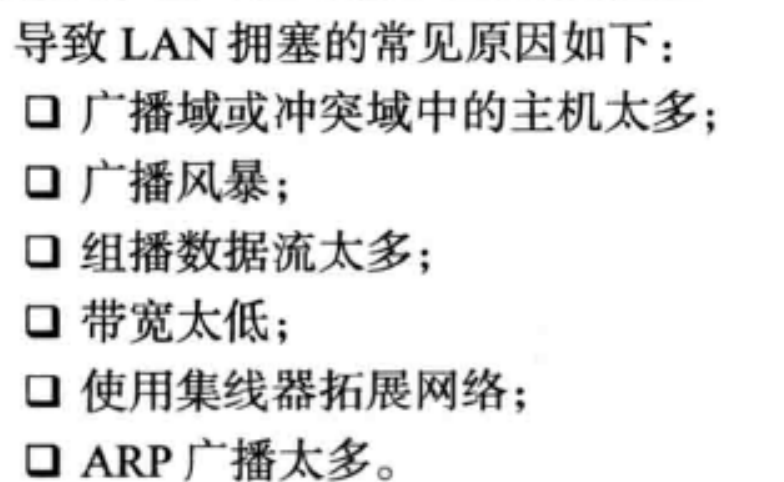 导致 LAN 拥塞的常见原因如下：
❑ 广播域或冲突域中的主机太多；
❑ 广播风暴；
❑ 组播数据流太多；
❑ 带宽太低；
❑ 使用集线器拓展网络；
❑ ARP 广播太多。